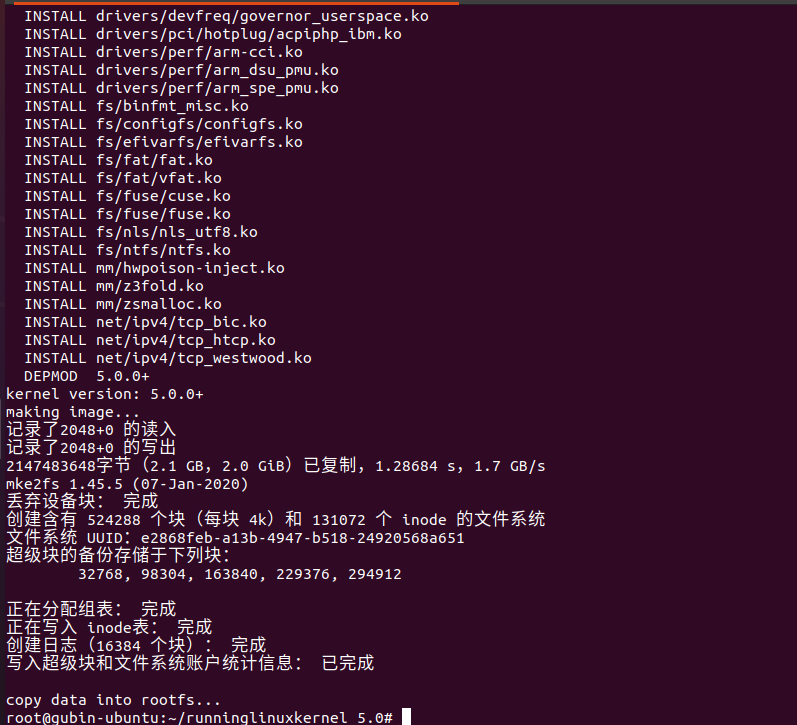 INSTALL drivers/devfreq/governor_userspace.ko
INSTALL drivers/pci/hotplug/acpiphp_ibm.ko
INSTALL drivers/perf/arm-cci.ko
INSTALL drivers/perf/arm_dsu_pmu.ko
INSTALL drivers/perf/arm_spe_pmu.ko
INSTALL fs/binfmt_misc.ko
INSTALL fs/configfs/configfs.ko
INSTALL fs/efivarfs/efivarfs.ko
INSTALL fs/fat/fat.ko
INSTALL fs/fat/vfat.ko
INSTALL fs/fuse/cuse.ko
INSTALL fs/fuse/fuse.ko
INSTALL fs/nls/nls_utf8.ko
INSTALL fs/ntfs/ntfs.ko
INSTALL mm/hwpoison-inject.ko
INSTALL mm/z3fold.ko
INSTALL mm/zsmalloc.ko
INSTALL net/ipv4/tcp_bic.ko
INSTALL net/ipv4/tcp_htcp.ko
INSTALL net/ipv4/tcp_westwood.ko
DEPMOD  5.0.0+
kernel version: 5.0.0+
making image...
记录了2048+0 的读入
记录了2048+0 的写出
2147483648字节（2.1 GB，2.0 GiB）已复制，1.28684 s，1.7 GB/s
mke2fs 1.45.5 (07-Jan-2020)
丢弃设备块： 完成
创建含有 524288 个块（每块 4k）和 131072 个 inode 的文件系统
文件系统 UUID：e2868feb-a13b-4947-b518-24920568a651
超级块的备份存储于下列块：
32768, 98304, 163840, 229376, 294912
正在分配组表： 完成
正在写入 inode表： 完成
创建日志（16384 个块）： 完成
写入超级块和文件系统账户统计信息： 已完成
copy data into rootfs...
root@gubin-ubuntu:~/runninglinuxkernel_5.0#